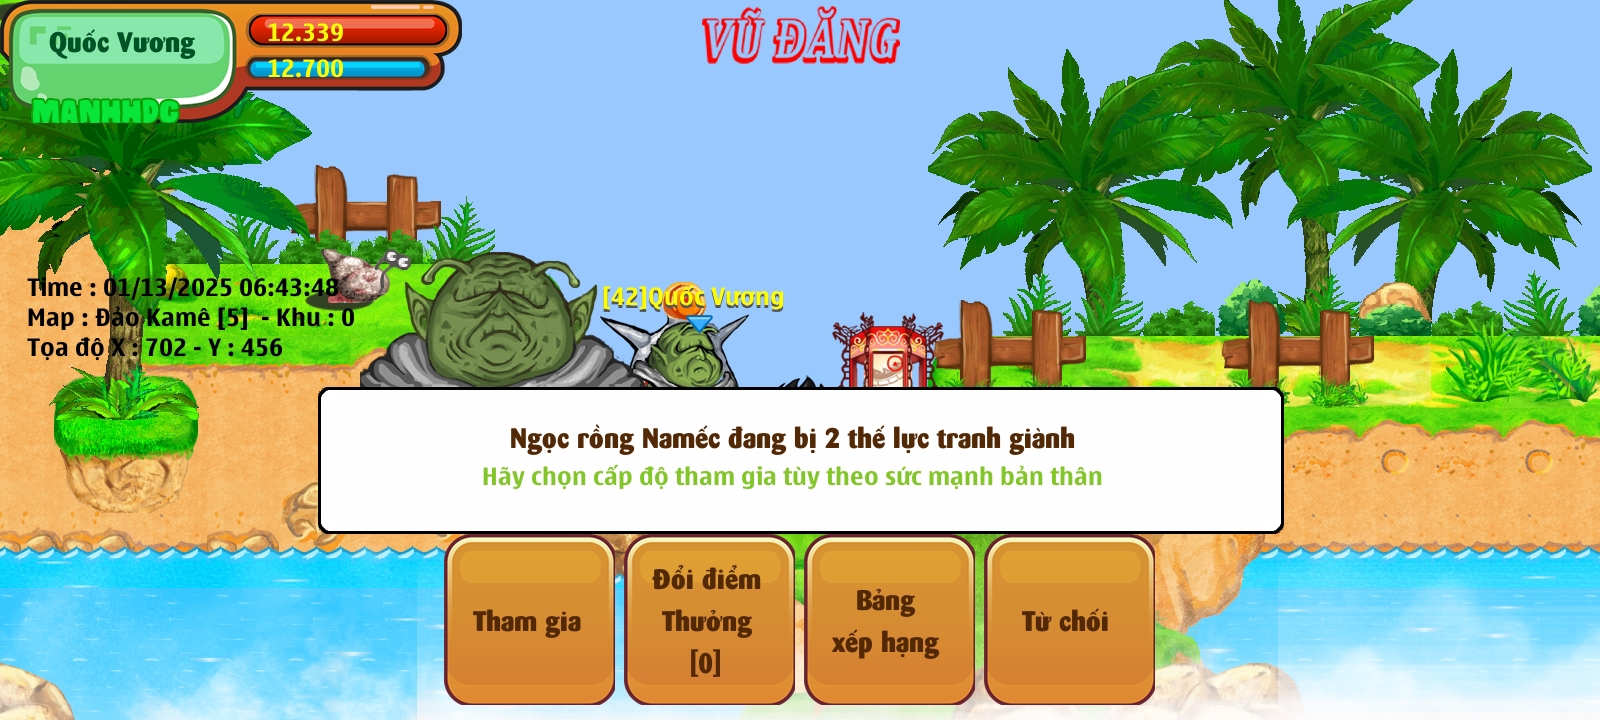 Quốc Vương
12.339
12.700
MANHHDC
VŨ ĐĂNG
Time : 01/13/2025 06:43:48
Map : Đảo Kamê [5] - Khu : 0
Tọa độ X : 702 - Y : 456
[42]Quốc Vương
Ngọc rồng Namếc đang bị 2 thế lực tranh giành
Hãy chọn cấp độ tham gia tùy theo sức mạnh bản thân
Tham gia
Đổi điểm
Thưởng
[0]
Bảng
xếp hạng
Từ chối